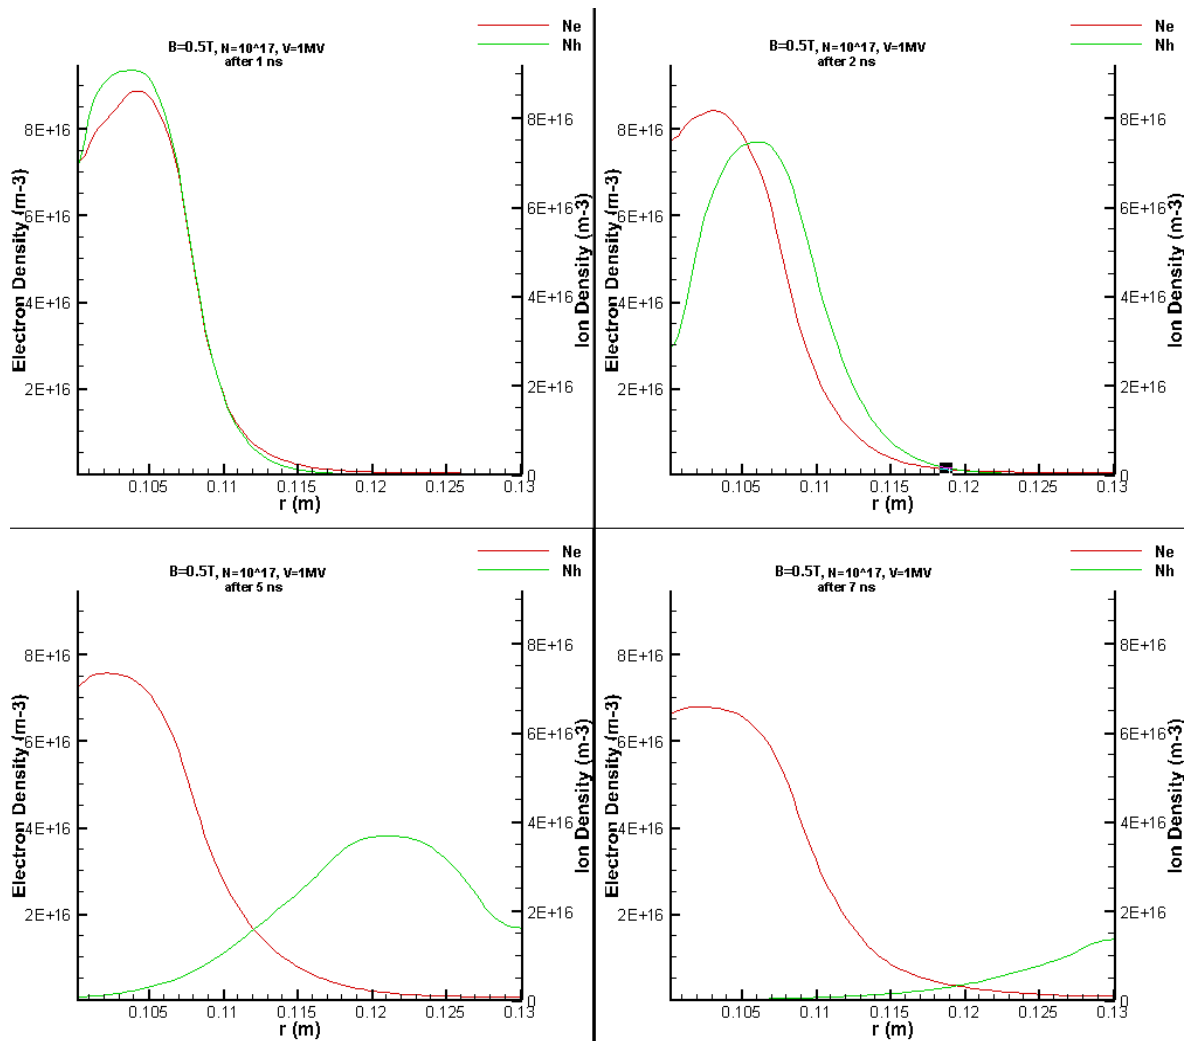 Ne
Nh
B=0.5T, N=10^17, V=1MV
after 1 ns
8E+16
6E+16
4E+16
2E+16
Electron Density (m-3)
8E+16
6E+16
4E+16
2E+16
0
Ion Density (m-3)
0.105
0.11
0.115
0.12
0.125
0.13
r (m)
Ne
Nh
B=0.5T, N=10^17, V=1MV
after 2 ns
8E+16
6E+16
4E+16
2E+16
Electron Density (m-3)
8E+16
6E+16
4E+16
2E+16
0
Ion Density (m-3)
0.105
0.11
0.115
0.12
0.125
0.13
r (m)
Ne
Nh
B=0.5T, N=10^17, V=1MV
after 5 ns
8E+16
6E+16
4E+16
2E+16
Electron Density (m-3)
8E+16
6E+16
4E+16
2E+16
0
Ion Density (m-3)
0.105
0.11
0.115
0.12
0.125
0.13
r (m)
Ne
Nh
B=0.5T, N=10^17, V=1MV
after 7 ns
8E+16
6E+16
4E+16
2E+16
Electron Density (m-3)
8E+16
6E+16
4E+16
2E+16
0
Ion Density (m-3)
0.105
0.11
0.115
0.12
0.125
0.13
r (m)